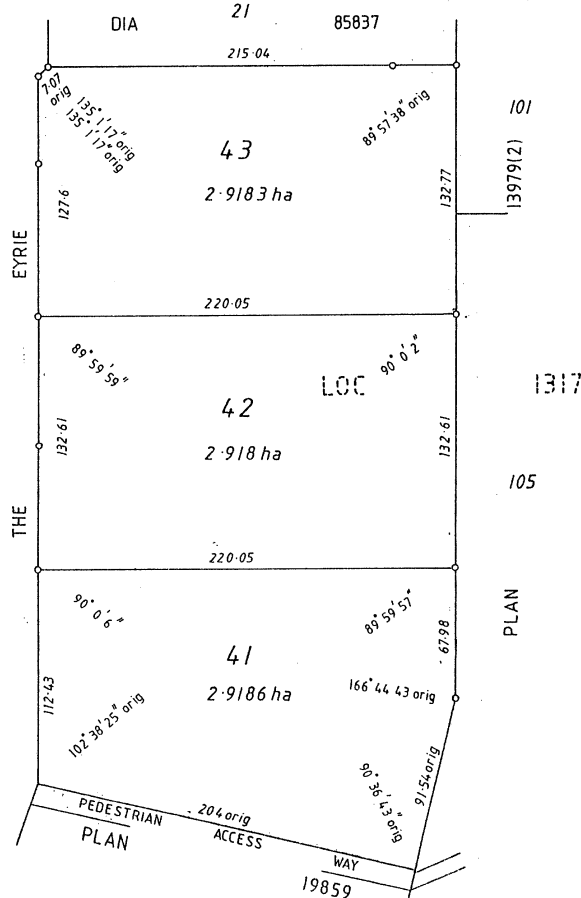 21
DIA 85837
215·04
7·07 orig
135° 1' 17" orig
135° 1' 17" orig
89° 57' 38" orig
43
2·9183 ha
101
13979(2)
127·6
132·77
EYRIE
220·05
89° 59' 59"
90° 0' 2"
LOC 1317
42
2·918 ha
132·61
132·61
105
THE
220·05
90° 0' 6"
89° 59' 57"
41
2·9186 ha
67·98
PLAN
112·43
166° 44 43 orig
102° 38' 25" orig
90° 36' 43" orig
91·54 orig
204 orig
PEDESTRIAN ACCESS WAY
PLAN 19859